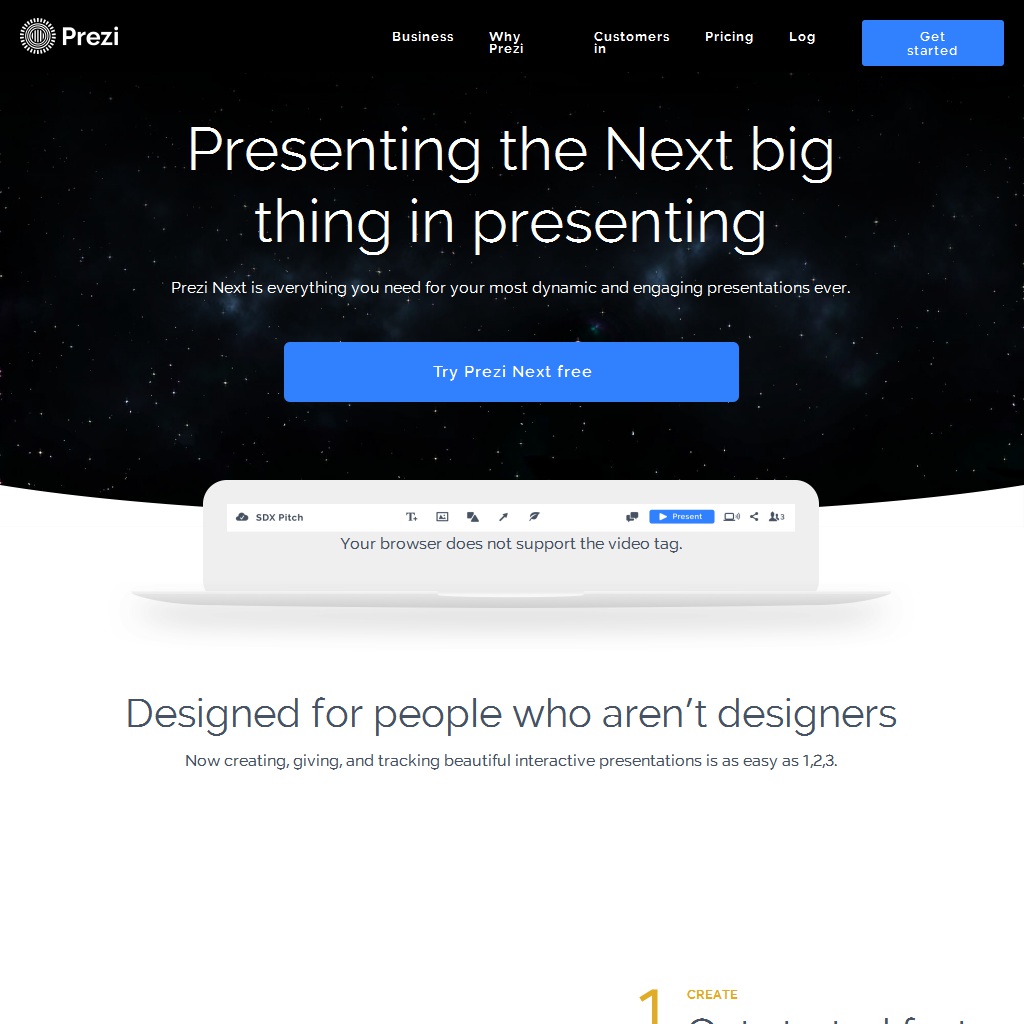 Prezi
Business
Why
Prezi
Customers
in
Pricing
Log
Get
started
Presenting the Next big
thing in presenting
Prezi Next is everything you need for your most dynamic and engaging presentations ever.
Try Prezi Next free
SDX Pitch
T+
Present
3
Your browser does not support the video tag.
Designed for people who aren't designers
Now creating, giving, and tracking beautiful interactive presentations is as easy as 1,2,3.
1
CREATE